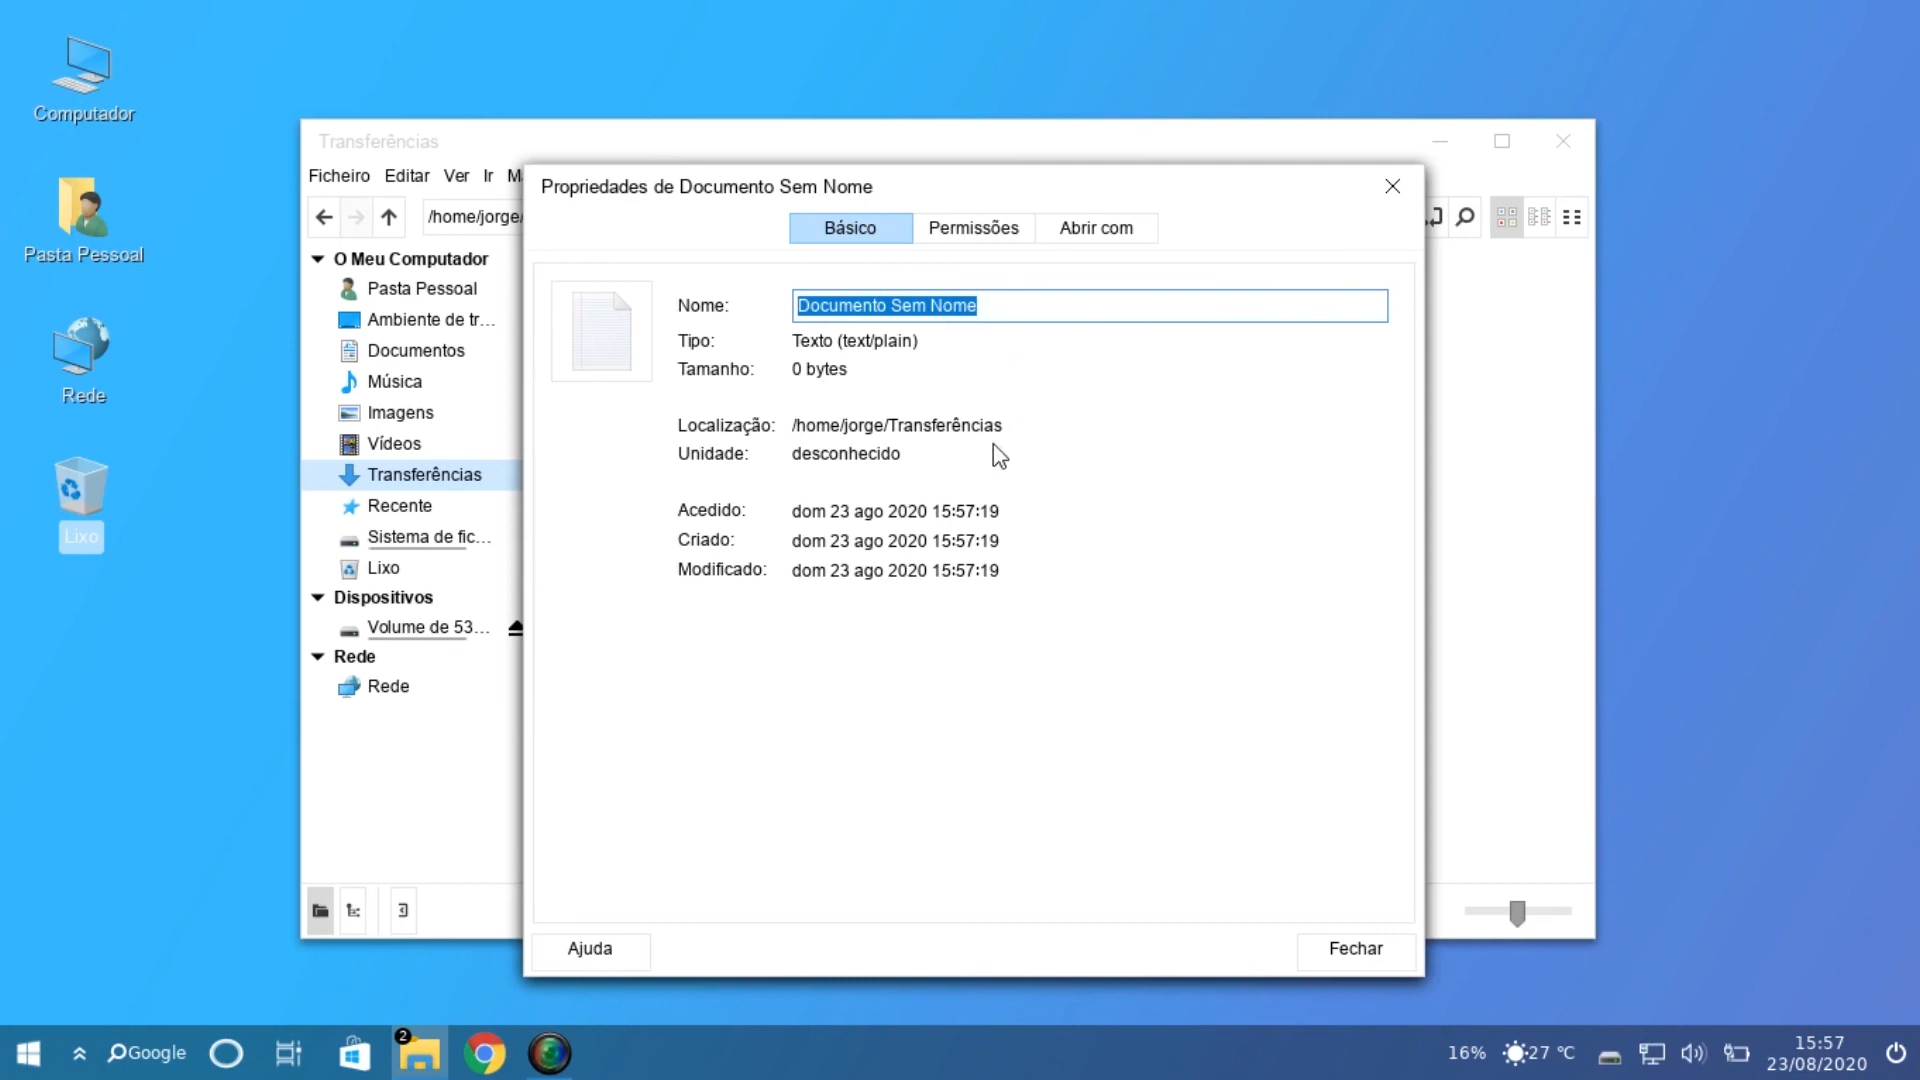 Computador
Pasta Pessoal
Rede
Lixo
Transferências
Ficheiro Editar Ver Ir
/home/jorge/
O Meu Computador
Pasta Pessoal
Ambiente de tr...
Documentos
Música
Imagens
Vídeos
Transferências
Recente
Sistema de fic...
Lixo
Dispositivos
Volume de 53...
Rede
Rede
Propriedades de Documento Sem Nome
Básico Permissões Abrir com
Nome: Documento Sem Nome
Tipo: Texto (text/plain)
Tamanho: 0 bytes
Localização: /home/jorge/Transferências
Unidade: desconhecido
Acedido: dom 23 ago 2020 15:57:19
Criado: dom 23 ago 2020 15:57:19
Modificado: dom 23 ago 2020 15:57:19
Ajuda Fechar
Google 2 16% 27 ℃ 15:57
23/08/2020